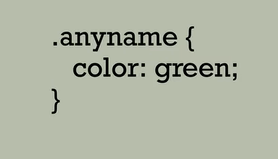 .anyname {
color: green;
}